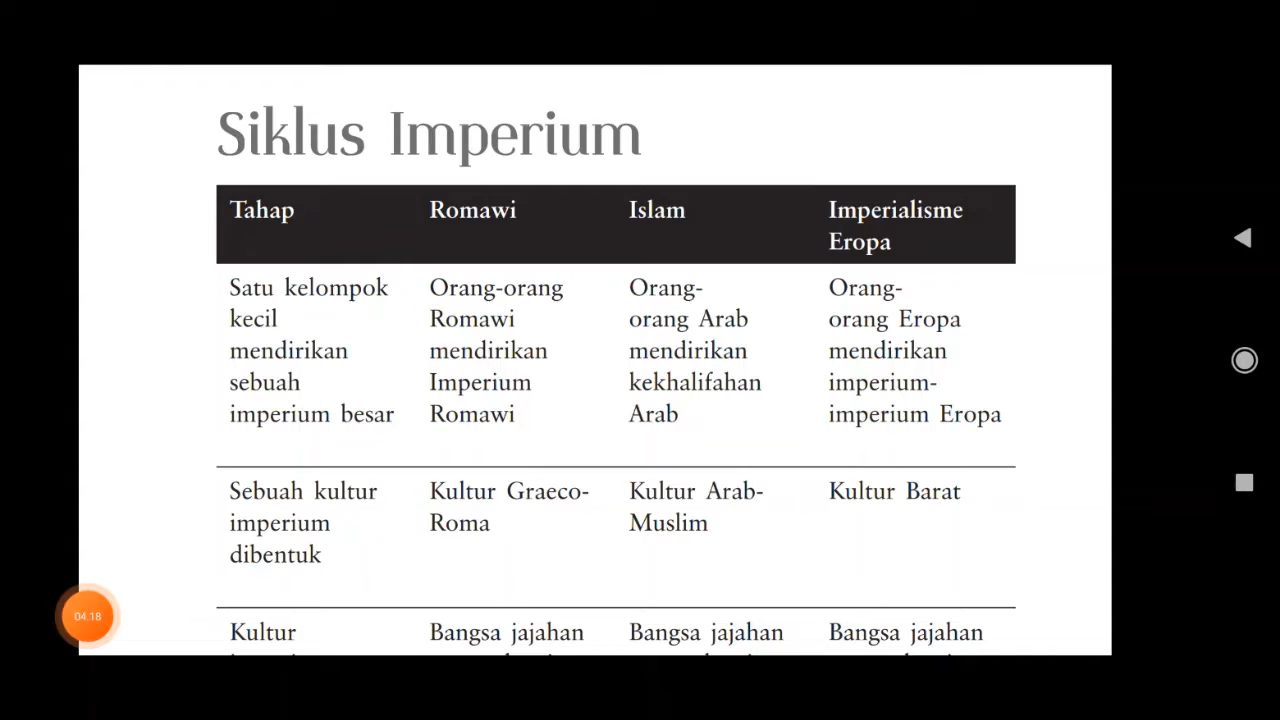 Siklus Imperium
Tahap Romawi Islam Imperialisme
Eropa
Satu kelompok Orang-orang Orang- Orang-
kecil Romawi orang Arab orang Eropa
mendirikan mendirikan mendirikan mendirikan
sebuah Imperium kekhalifahan imperium-
imperium besar Romawi Arab imperium Eropa
Sebuah kultur Kultur Graeco- Kultur Arab- Kultur Barat
imperium Roma Muslim
dibentuk
Kultur Bangsa jajahan Bangsa jajahan Bangsa jajahan
04.18